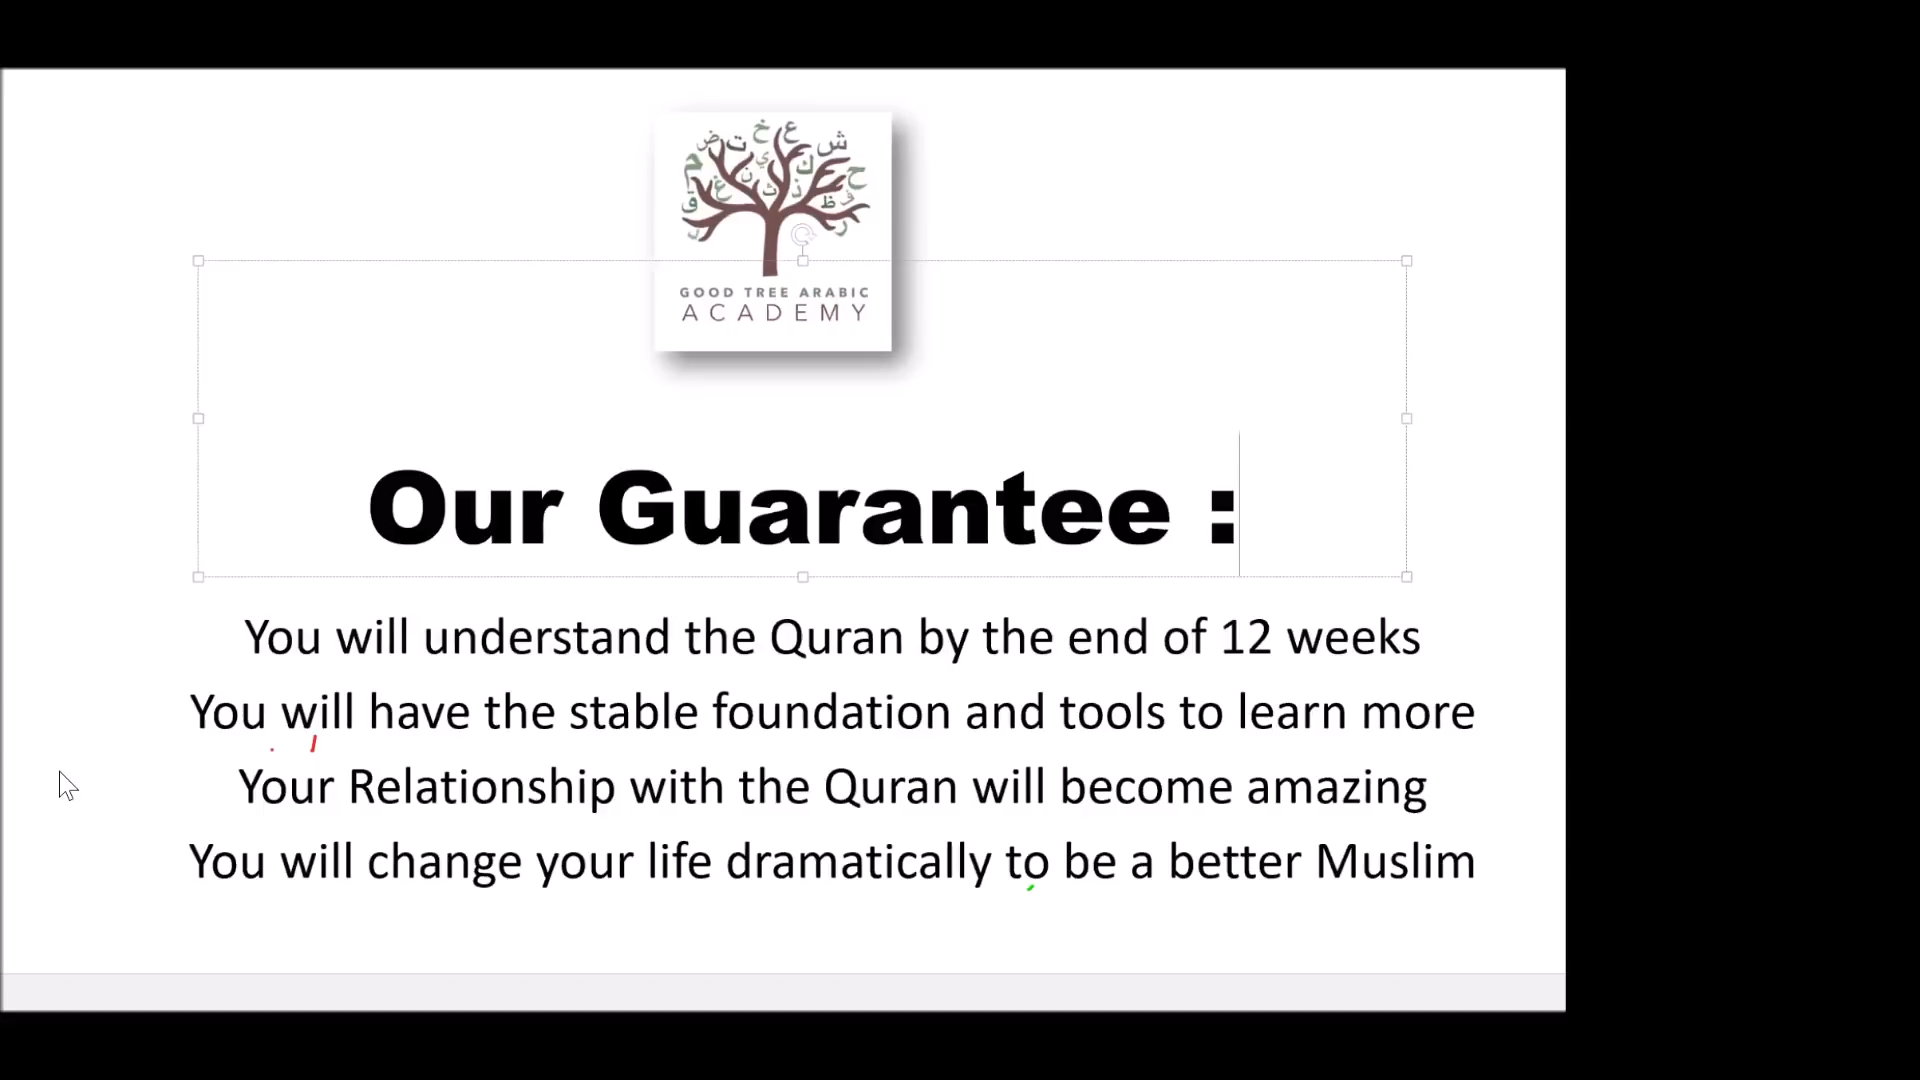 ض ت خ ع ش
م ي ك ح
ق غ ن ث ذ ظ ف
د ر
GOOD TREE ARABIC
ACADEMY
Our Guarantee :
You will understand the Quran by the end of 12 weeks
You will have the stable foundation and tools to learn more
Your Relationship with the Quran will become amazing
You will change your life dramatically to be a better Muslim